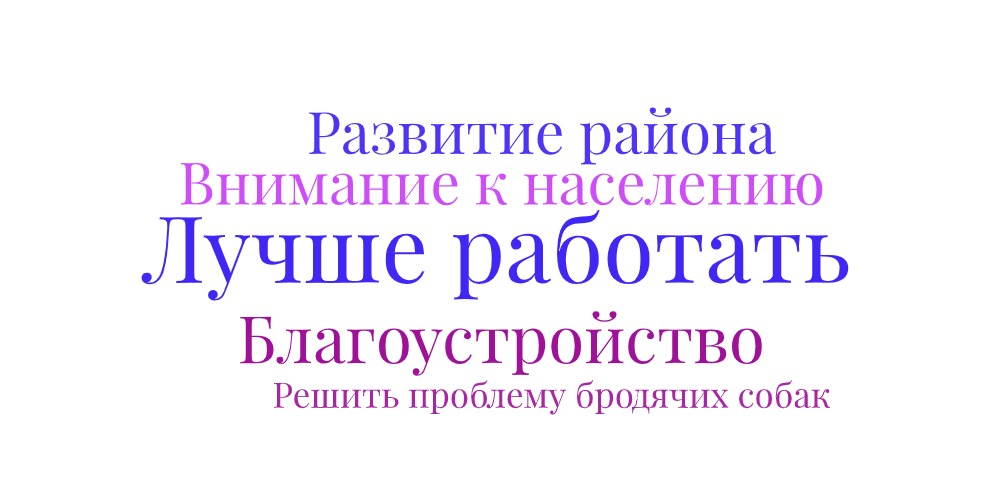 Развитие района
Внимание к населению
Лучше работать
Благоустройство
Решить проблему бродячих собак